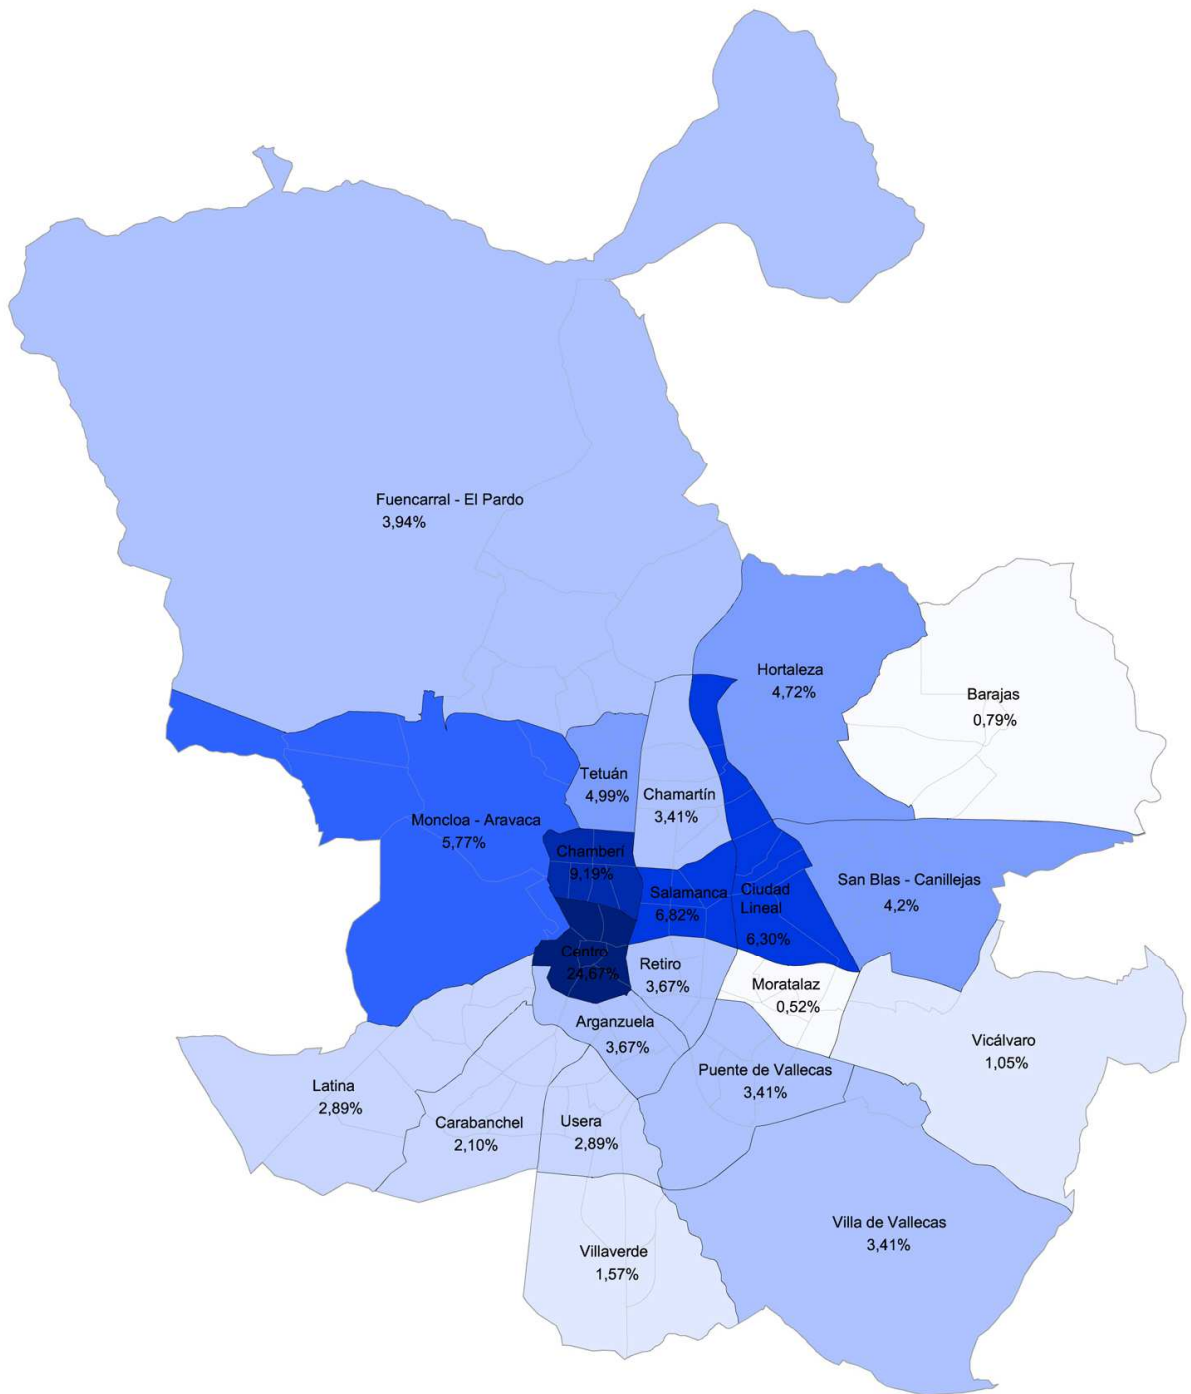 Fuencarral - El Pardo
3,94%
Hortaleza
4,72%
Barajas
0,79%
Tetuán
4,99%
Chamartín
3,41%
Moncloa - Aravaca
5,77%
Chamberí
9,19%
Salamanca
6,82%
Ciudad
Lineal
6,30%
San Blas - Canillejas
4,2%
Centro
24,67%
Retiro
3,67%
Moratalaz
0,52%
Arganzuela
3,67%
Vicálvaro
1,05%
Puente de Vallecas
3,41%
Latina
2,89%
Carabanchel
2,10%
Usera
2,89%
Villa de Vallecas
3,41%
Villaverde
1,57%